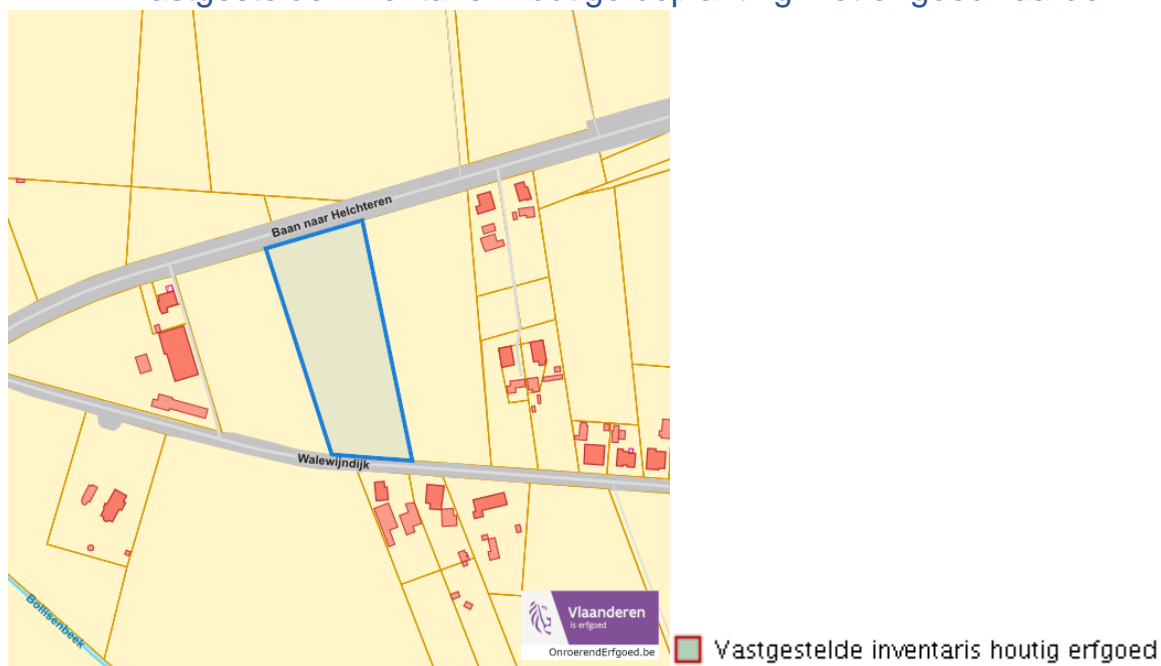 Baan naar Helchteren
Walewijndijk
Bollisenbeek
Vlaanderen
is erfgoed
OnroerendErfgoed.be
Vastgestelde inventaris houtig erfgoed